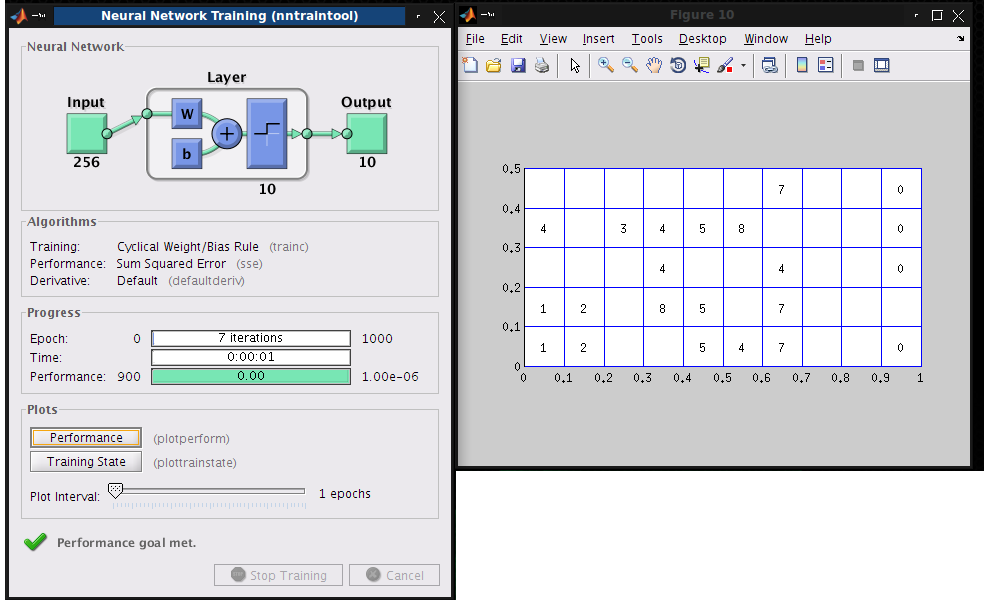 Neural Network Training (nntraintool)
Neural Network
Layer
Input
W
b
+
Output
256
10
10
Algorithms
Training: Cyclical Weight/Bias Rule (trainc)
Performance: Sum Squared Error (sse)
Derivative: Default (defaultderiv)
Progress
Epoch: 0 7 iterations 1000
Time: 0:00:01
Performance: 900 0.00 1.00e-06
Plots
Performance (plotperform)
Training State (plottrainstate)
Plot Interval: 1 epochs
Performance goal met.
Stop Training Cancel
Figure 10
File Edit View Insert Tools Desktop Window Help
0.5
7 0
0.4
4 3 4 5 8 0
0.3
4 4 0
0.2
1 2 8 5 7
0.1
1 2 5 4 7 0
0
0 0.1 0.2 0.3 0.4 0.5 0.6 0.7 0.8 0.9 1